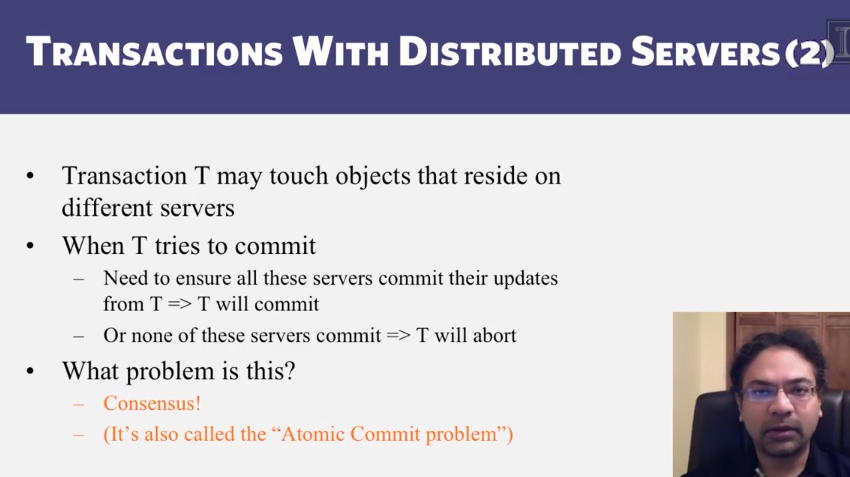 TRANSACTIONS WITH DISTRIBUTED SERVERS (2)
• Transaction T may touch objects that reside on
different servers
• When T tries to commit
– Need to ensure all these servers commit their updates
from T => T will commit
– Or none of these servers commit => T will abort
• What problem is this?
– Consensus!
– (It’s also called the “Atomic Commit problem”)